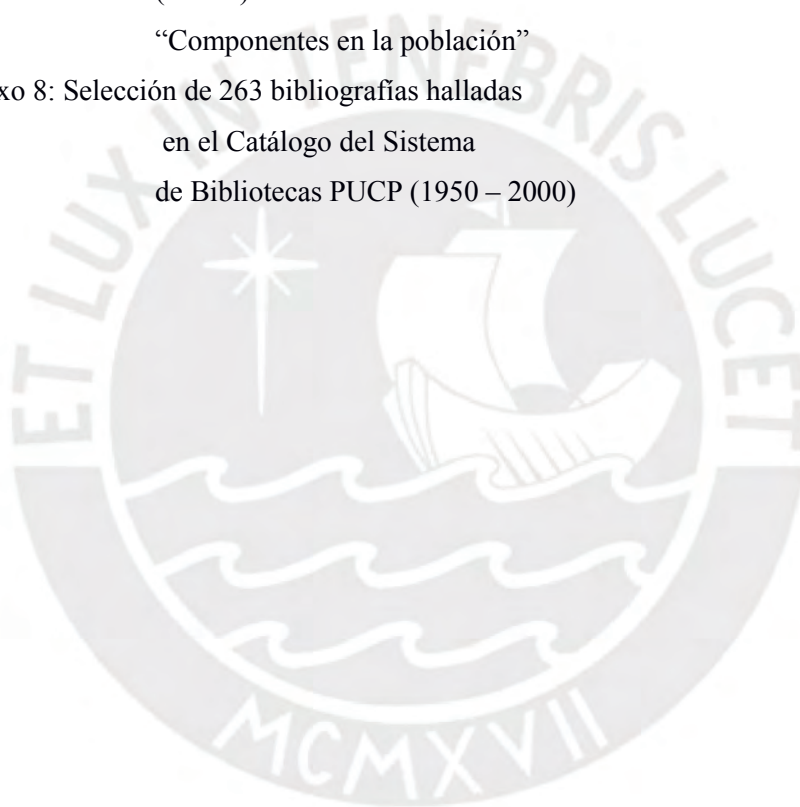 “Componentes en la población”
xo 8: Selección de 263 bibliografías halladas
en el Catálogo del Sistema
de Bibliotecas PUCP (1950 – 2000)
ET LUX IN TENEBRIS LUCET
MCMXVII